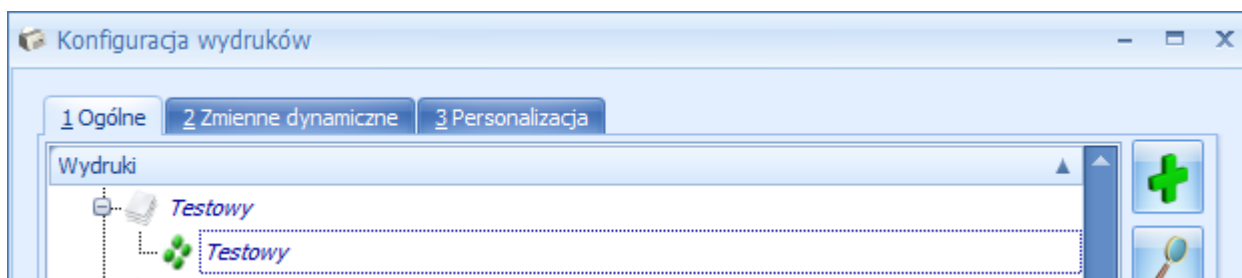 Konfiguracja wydruków
1 Ogólne 2 Zmienne dynamiczne 3 Personalizacja
Wydruki
Testowy
Testowy